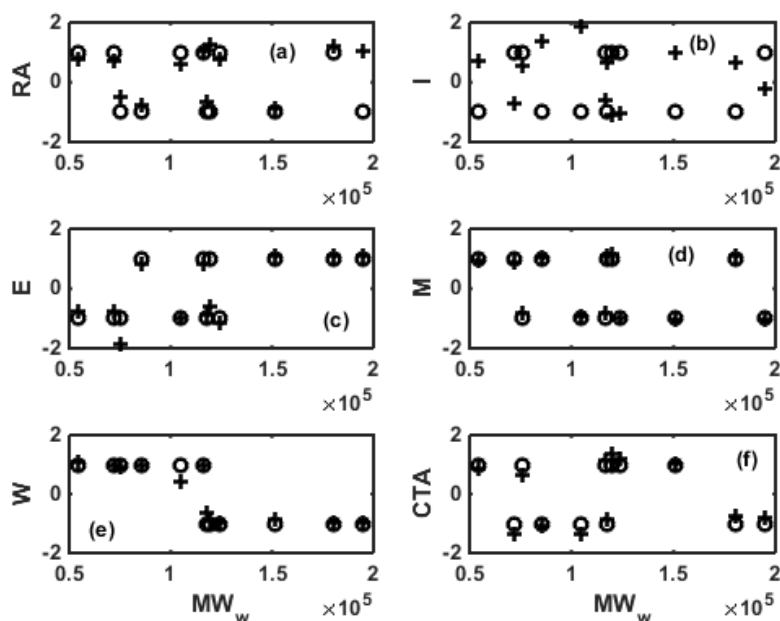 2 (a) 2 (b)
RA 0 I 0
-2 -2
0.5 1 1.5 2 0.5 1 1.5 2
×10^5 ×10^5
2 2 (d)
E 0 M 0
(c)
-2 -2
0.5 1 1.5 2 0.5 1 1.5 2
×10^5 ×10^5
2 2 (f)
W 0 CTA 0
(e)
-2 -2
0.5 1 1.5 2 0.5 1 1.5 2
MW_w ×10^5 MW_w ×10^5